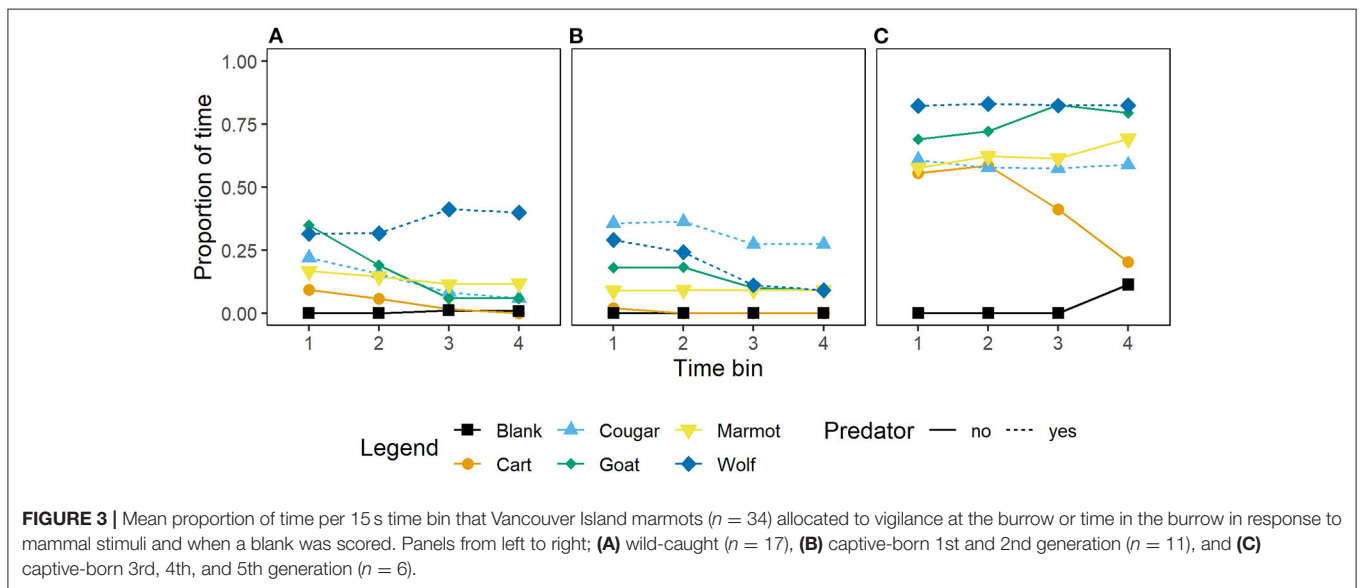 A B C
1.00
0.75
0.50
0.25
0.00
Proportion of time
1 2 3 4 1 2 3 4 1 2 3 4
Time bin
Legend Blank Cougar Marmot Predator no yes
Cart Goat Wolf
FIGURE 3 | Mean proportion of time per 15 s time bin that Vancouver Island marmots (n = 34) allocated to vigilance at the burrow or time in the burrow in response to
mammal stimuli and when a blank was scored. Panels from left to right; (A) wild-caught (n = 17), (B) captive-born 1st and 2nd generation (n = 11), and (C)
captive-born 3rd, 4th, and 5th generation (n = 6).